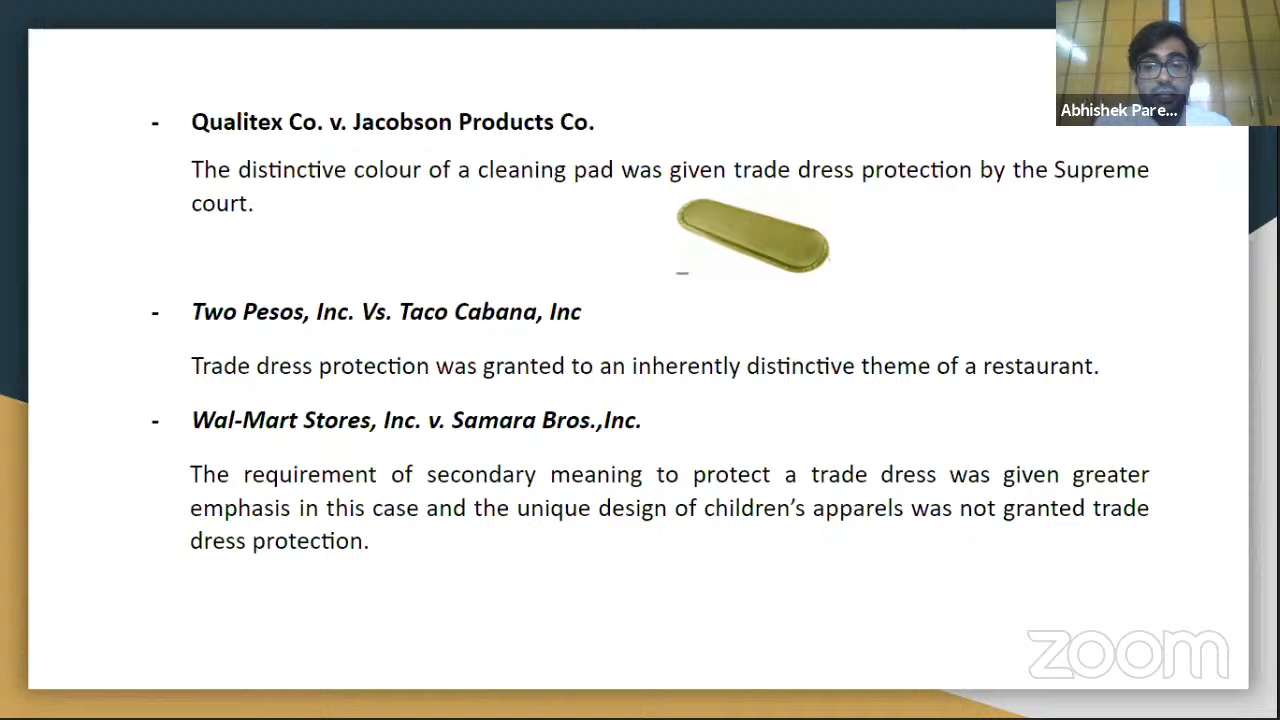 Abhishek Pare...
- Qualitex Co. v. Jacobson Products Co.
The distinctive colour of a cleaning pad was given trade dress protection by the Supreme
court.
- Two Pesos, Inc. Vs. Taco Cabana, Inc
Trade dress protection was granted to an inherently distinctive theme of a restaurant.
- Wal-Mart Stores, Inc. v. Samara Bros.,Inc.
The requirement of secondary meaning to protect a trade dress was given greater
emphasis in this case and the unique design of children's apparels was not granted trade
dress protection.
zoom